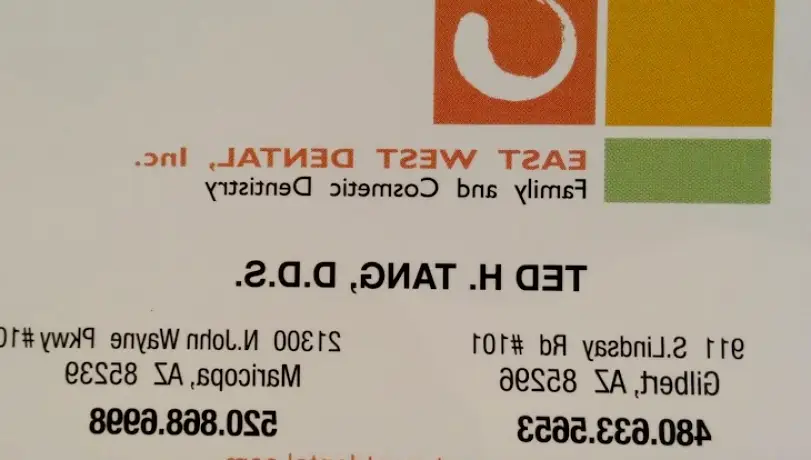 EAST WEST DENTAL, Inc.
Family and Cosmetic Dentistry
TED H. TANG, D.D.S.
911 S.Lindsay Rd #101
Gilbert, AZ 85296
480.633.5653
21300 N.John Wayne Pkwy #10
Maricopa, AZ 85239
520.868.6998